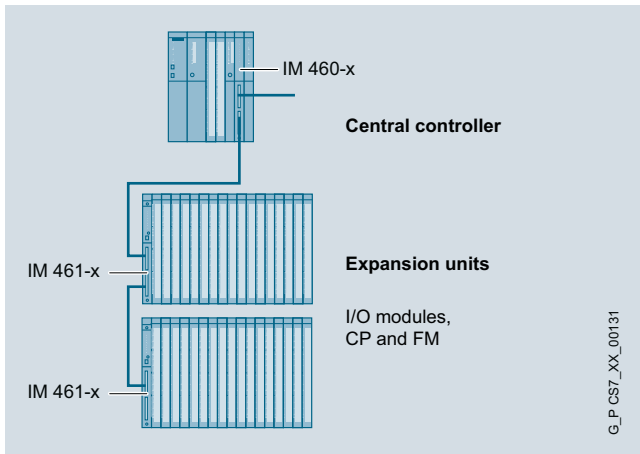 IM 460-x
Central controller
IM 461-x
Expansion units
I/O modules,
CP and FM
IM 461-x
G_P CS7_XX_00131